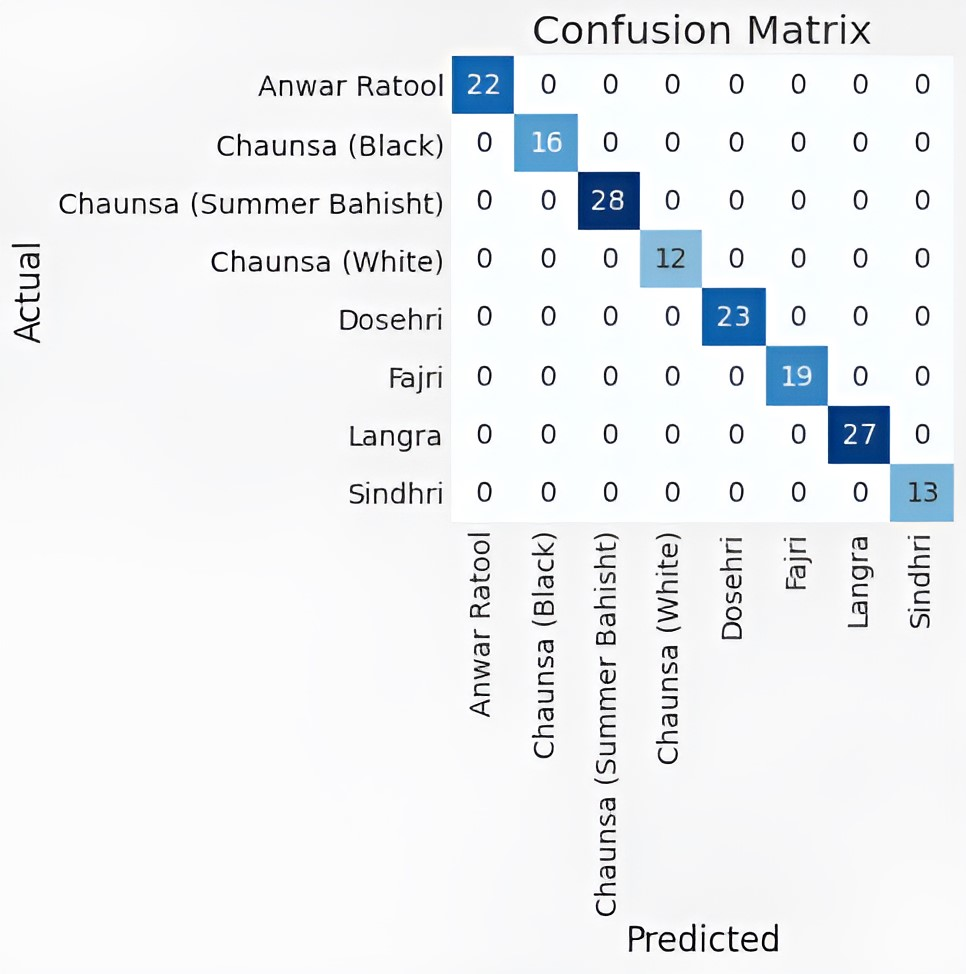 Confusion Matrix
Anwar Ratool 22 0 0 0 0 0 0 0
Chaunsa (Black) 0 16 0 0 0 0 0 0
Chaunsa (Summer Bahisht) 0 0 28 0 0 0 0 0
Chaunsa (White) 0 0 0 12 0 0 0 0
Dosehri 0 0 0 0 23 0 0 0
Fajri 0 0 0 0 0 19 0 0
Langra 0 0 0 0 0 0 27 0
Sindhri 0 0 0 0 0 0 0 13
Actual
Anwar Ratool
Chaunsa (Black)
Chaunsa (Summer Bahisht)
Chaunsa (White)
Dosehri
Fajri
Langra
Sindhri
Predicted